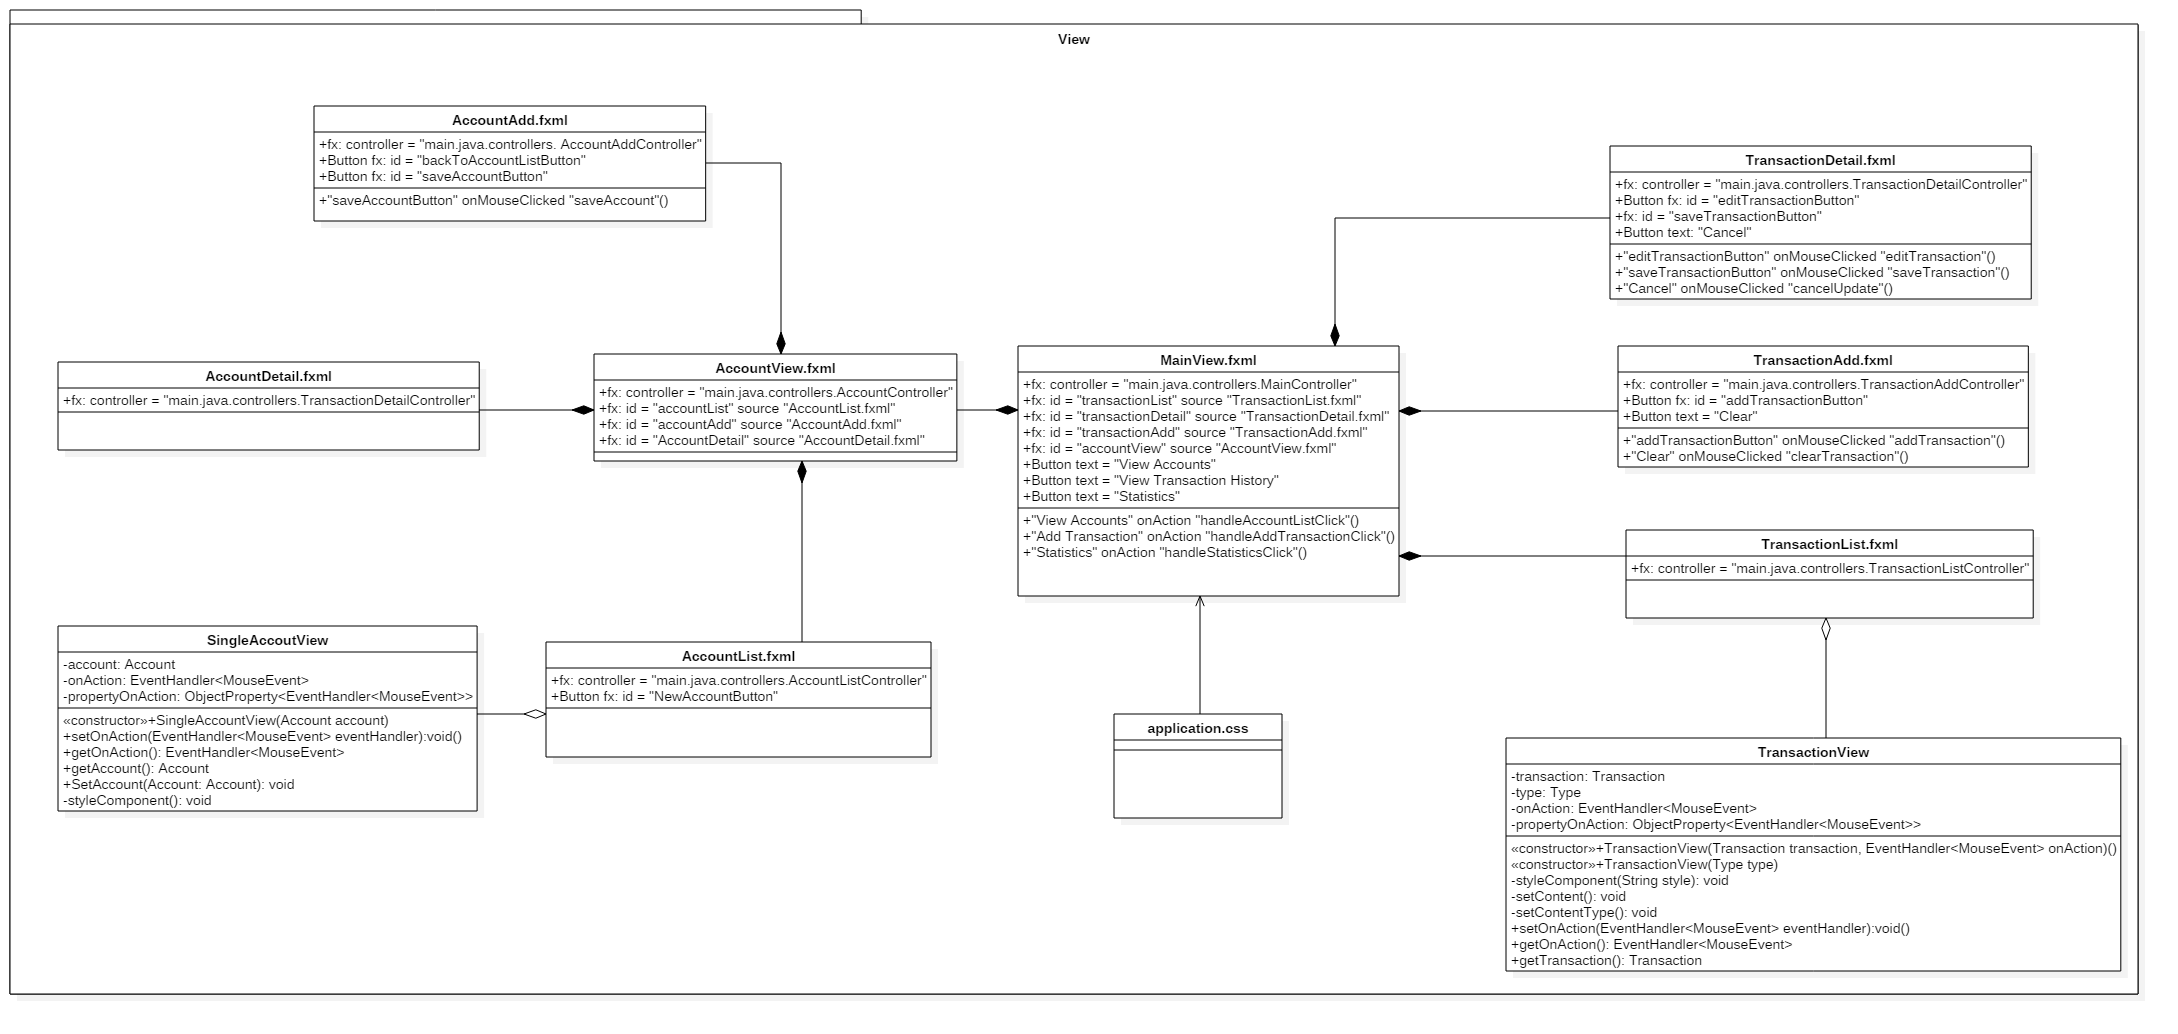 View
AccountAdd.fxml
+fx: controller = "main.java.controllers. AccountAddController"
+Button fx: id = "backToAccountListButton"
+Button fx: id = "saveAccountButton"
+"saveAccountButton" onMouseClicked "saveAccount"()
TransactionDetail.fxml
+fx: controller = "main.java.controllers.TransactionDetailController"
+Button fx: id = "editTransactionButton"
+fx: id = "saveTransactionButton"
+Button text: "Cancel"
+"editTransactionButton" onMouseClicked "editTransaction"()
+"saveTransactionButton" onMouseClicked "saveTransaction"()
+"Cancel" onMouseClicked "cancelUpdate"()
AccountDetail.fxml
+fx: controller = "main.java.controllers.TransactionDetailController"
AccountView.fxml
+fx: controller = "main.java.controllers.AccountController"
+fx: id = "accountList" source "AccountList.fxml"
+fx: id = "accountAdd" source "AccountAdd.fxml"
+fx: id = "AccountDetail" source "AccountDetail.fxml"
MainView.fxml
+fx: controller = "main.java.controllers.MainController"
+fx: id = "transactionList" source "TransactionList.fxml"
+fx: id = "transactionDetail" source "TransactionDetail.fxml"
+fx: id = "transactionAdd" source "TransactionAdd.fxml"
+fx: id = "accountView" source "AccountView.fxml"
+Button text = "View Accounts"
+Button text = "View Transaction History"
+Button text = "Statistics"
+"View Accounts" onAction "handleAccountListClick"()
+"Add Transaction" onAction "handleAddTransactionClick"()
+"Statistics" onAction "handleStatisticsClick"()
TransactionAdd.fxml
+fx: controller = "main.java.controllers.TransactionAddController"
+Button fx: id = "addTransactionButton"
+Button text = "Clear"
+"addTransactionButton" onMouseClicked "addTransaction"()
+"Clear" onMouseClicked "clearTransaction"()
TransactionList.fxml
+fx: controller = "main.java.controllers.TransactionListController"
SingleAccoutView
-account: Account
-onAction: EventHandler<MouseEvent>
-propertyOnAction: ObjectProperty<EventHandler<MouseEvent>>
«constructor»+SingleAccountView(Account account)
+setOnAction(EventHandler<MouseEvent> eventHandler):void()
+getOnAction(): EventHandler<MouseEvent>
+getAccount(): Account
+SetAccount(Account: Account): void
-styleComponent(): void
AccountList.fxml
+fx: controller = "main.java.controllers.AccountListController"
+Button fx: id = "NewAccountButton"
application.css
TransactionView
-transaction: Transaction
-type: Type
-onAction: EventHandler<MouseEvent>
-propertyOnAction: ObjectProperty<EventHandler<MouseEvent>>
«constructor»+TransactionView(Transaction transaction, EventHandler<MouseEvent> onAction)()
«constructor»+TransactionView(Type type)
-styleComponent(String style): void
-setContent(): void
-setContentType(): void
+setOnAction(EventHandler<MouseEvent> eventHandler):void()
+getOnAction(): EventHandler<MouseEvent>
+getTransaction(): Transaction